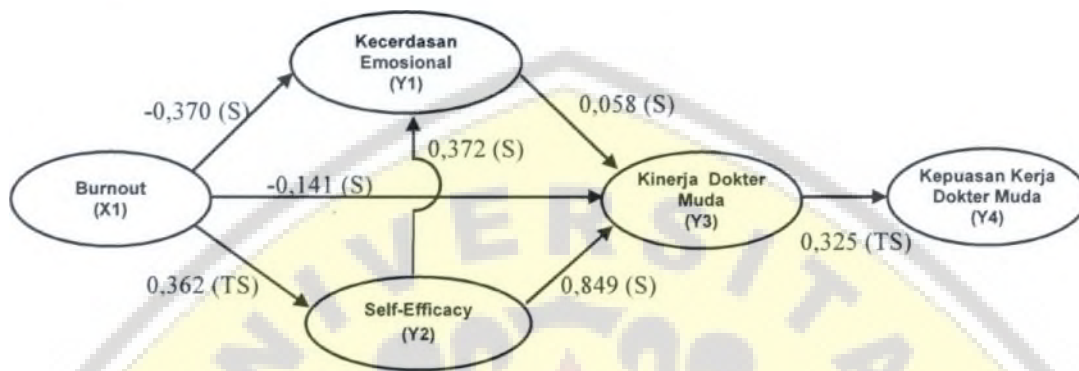 Kecerdasan
Emosional
(Y1)
-0,370 (S)
0,058 (S)
0,372 (S)
Burnout
(X1)
-0,141 (S)
Kinerja Dokter
Muda
(Y3)
Kepuasan Kerja
Dokter Muda
(Y4)
0,325 (TS)
0,362 (TS)
Self-Efficacy
(Y2)
0,849 (S)
NIVERSITA